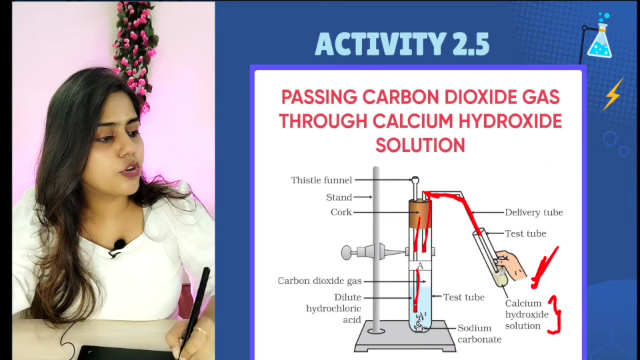 ACTIVITY 2.5
PASSING CARBON DIOXIDE GAS
THROUGH CALCIUM HYDROXIDE
SOLUTION
Thistle funnel
Stand
Cork
Delivery tube
Test tube
A
Carbon dioxide gas
Dilute
hydrochloric
acid
Test tube
Calcium
hydroxide
solution
Sodium
carbonate